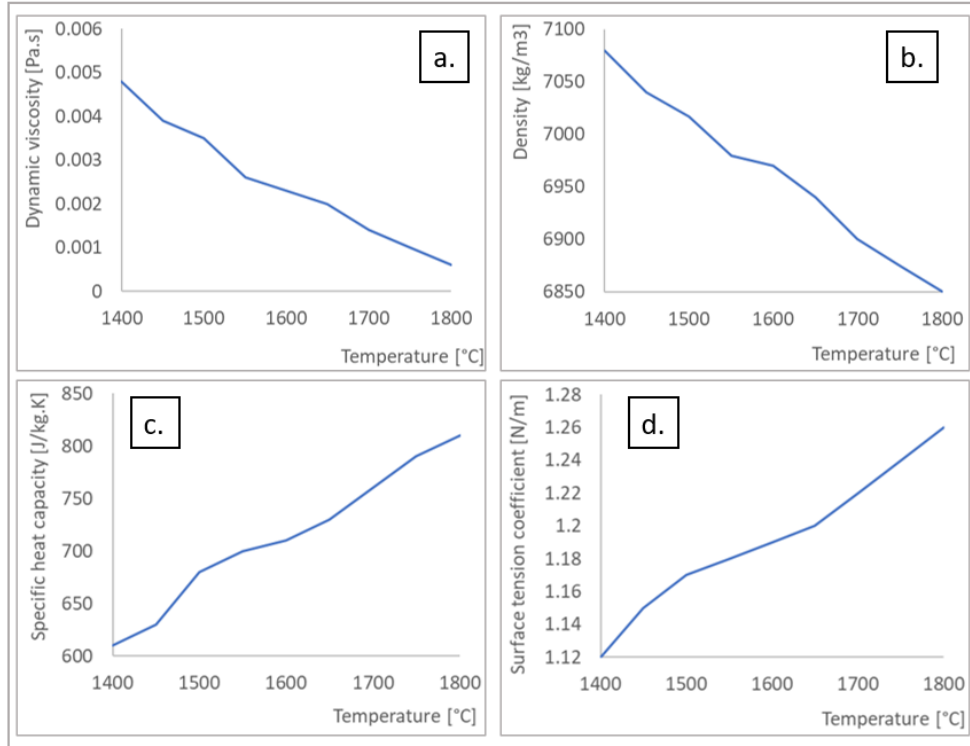 a.
Dynamic viscosity [Pa.s]
0.006
0.005
0.004
0.003
0.002
0.001
0
1400 1500 1600 1700 1800
Temperature [°C]
b.
Density [kg/m3]
7100
7050
7000
6950
6900
6850
1400 1500 1600 1700 1800
Temperature [°C]
c.
Specific heat capacity [J/kg.K]
850
800
750
700
650
600
1400 1500 1600 1700 1800
Temperature [°C]
d.
Surface tension coefficient [N/m]
1.28
1.26
1.24
1.22
1.2
1.18
1.16
1.14
1.12
1400 1500 1600 1700 1800
Temperature [°C]